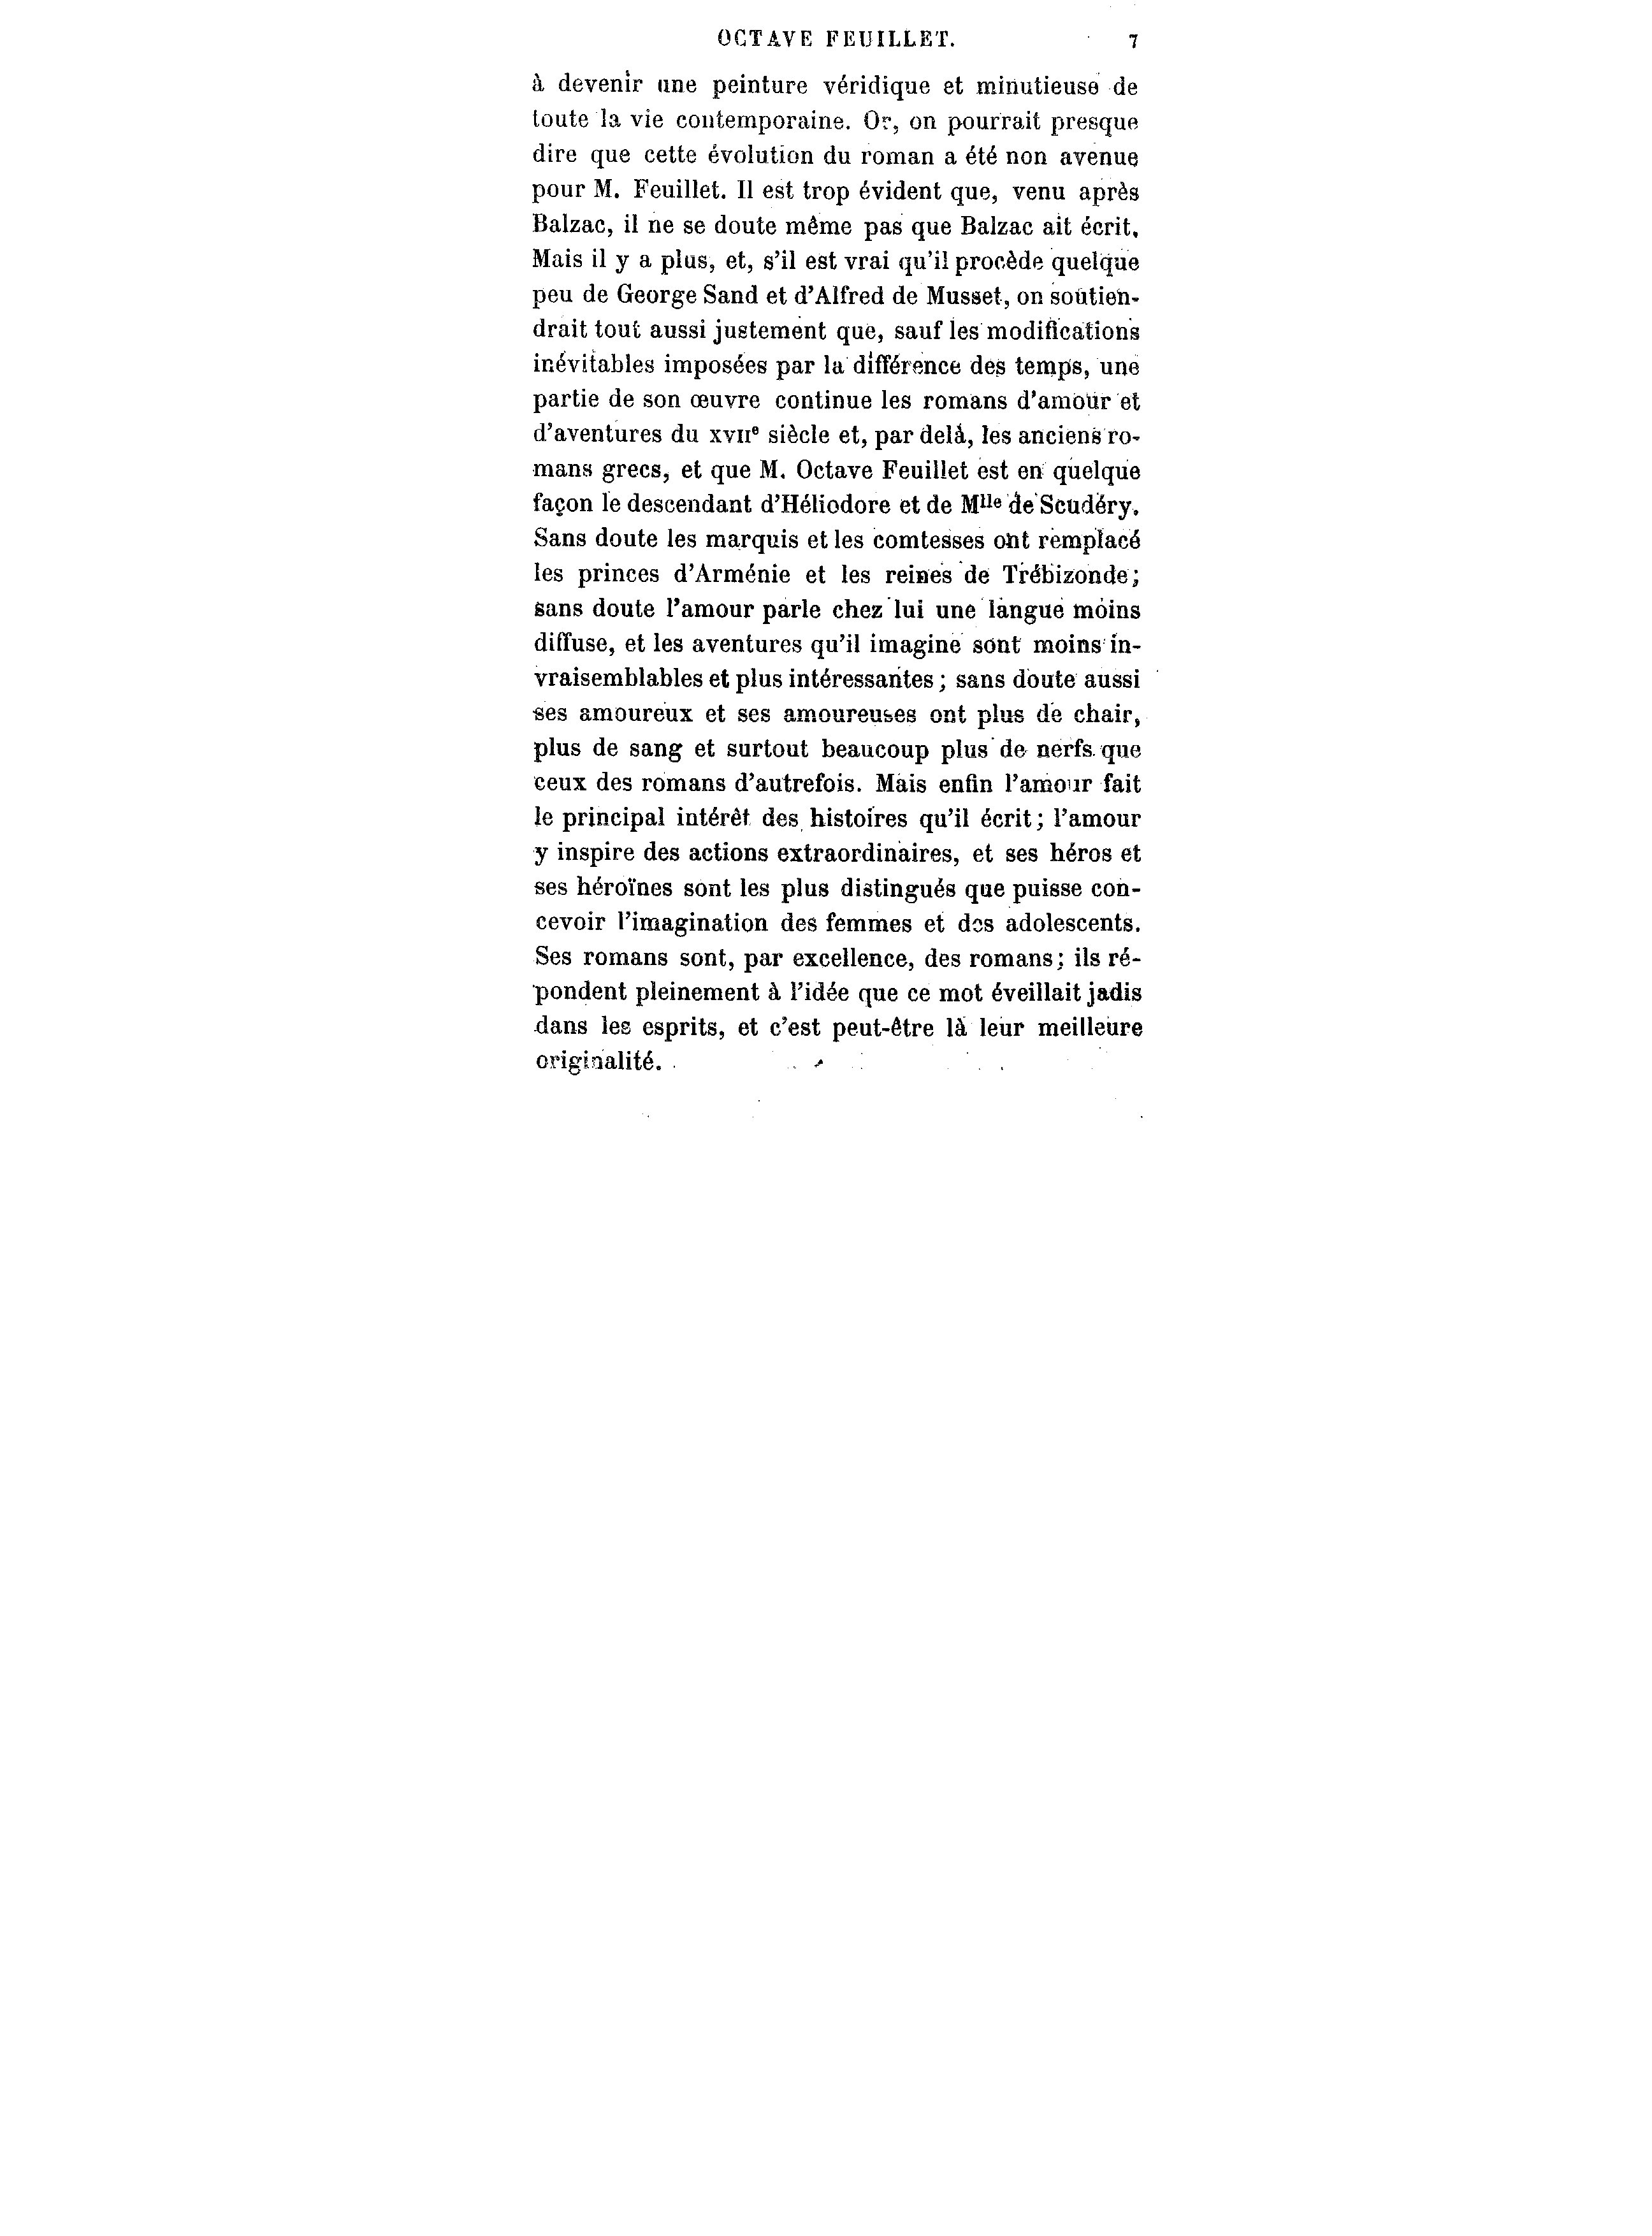 OCTAVE FEUILLET. 7
à devenir une peinture véridique et minutieuse de
toute la vie contemporaine. Or, on pourrait presque
dire que cette évolution du roman a été non avenue
pour M. Feuillet. Il est trop évident que, venu après
Balzac, il ne se doute même pas que Balzac ait écrit.
Mais il y a plus, et, s'il est vrai qu'il procède quelque
peu de George Sand et d'Alfred de Musset, on soutien-
drait tout aussi justement que, sauf les modifications
inévitables imposées par la différence des temps, une
partie de son œuvre continue les romans d'amour et
d'aventures du XVIIe siècle et, par delà, les anciens ro-
mans grecs, et que M. Octave Feuillet est en quelque
façon le descendant d'Héliodore et de Mlle de Scudéry.
Sans doute les marquis et les comtesses ont remplacé
les princes d'Arménie et les reines de Trébizonde;
sans doute l'amour parle chez lui une langue moins
diffuse, et les aventures qu'il imagine sont moins in-
vraisemblables et plus intéressantes ; sans doute aussi
ses amoureux et ses amoureuses ont plus de chair,
plus de sang et surtout beaucoup plus de nerfs que
ceux des romans d'autrefois. Mais enfin l'amour fait
le principal intérêt des histoires qu'il écrit ; l'amour
y inspire des actions extraordinaires, et ses héros et
ses héroïnes sont les plus distingués que puisse con-
cevoir l'imagination des femmes et des adolescents.
Ses romans sont, par excellence, des romans; ils ré-
pondent pleinement à l'idée que ce mot éveillait jadis
dans les esprits, et c'est peut-être là leur meilleure
originalité.